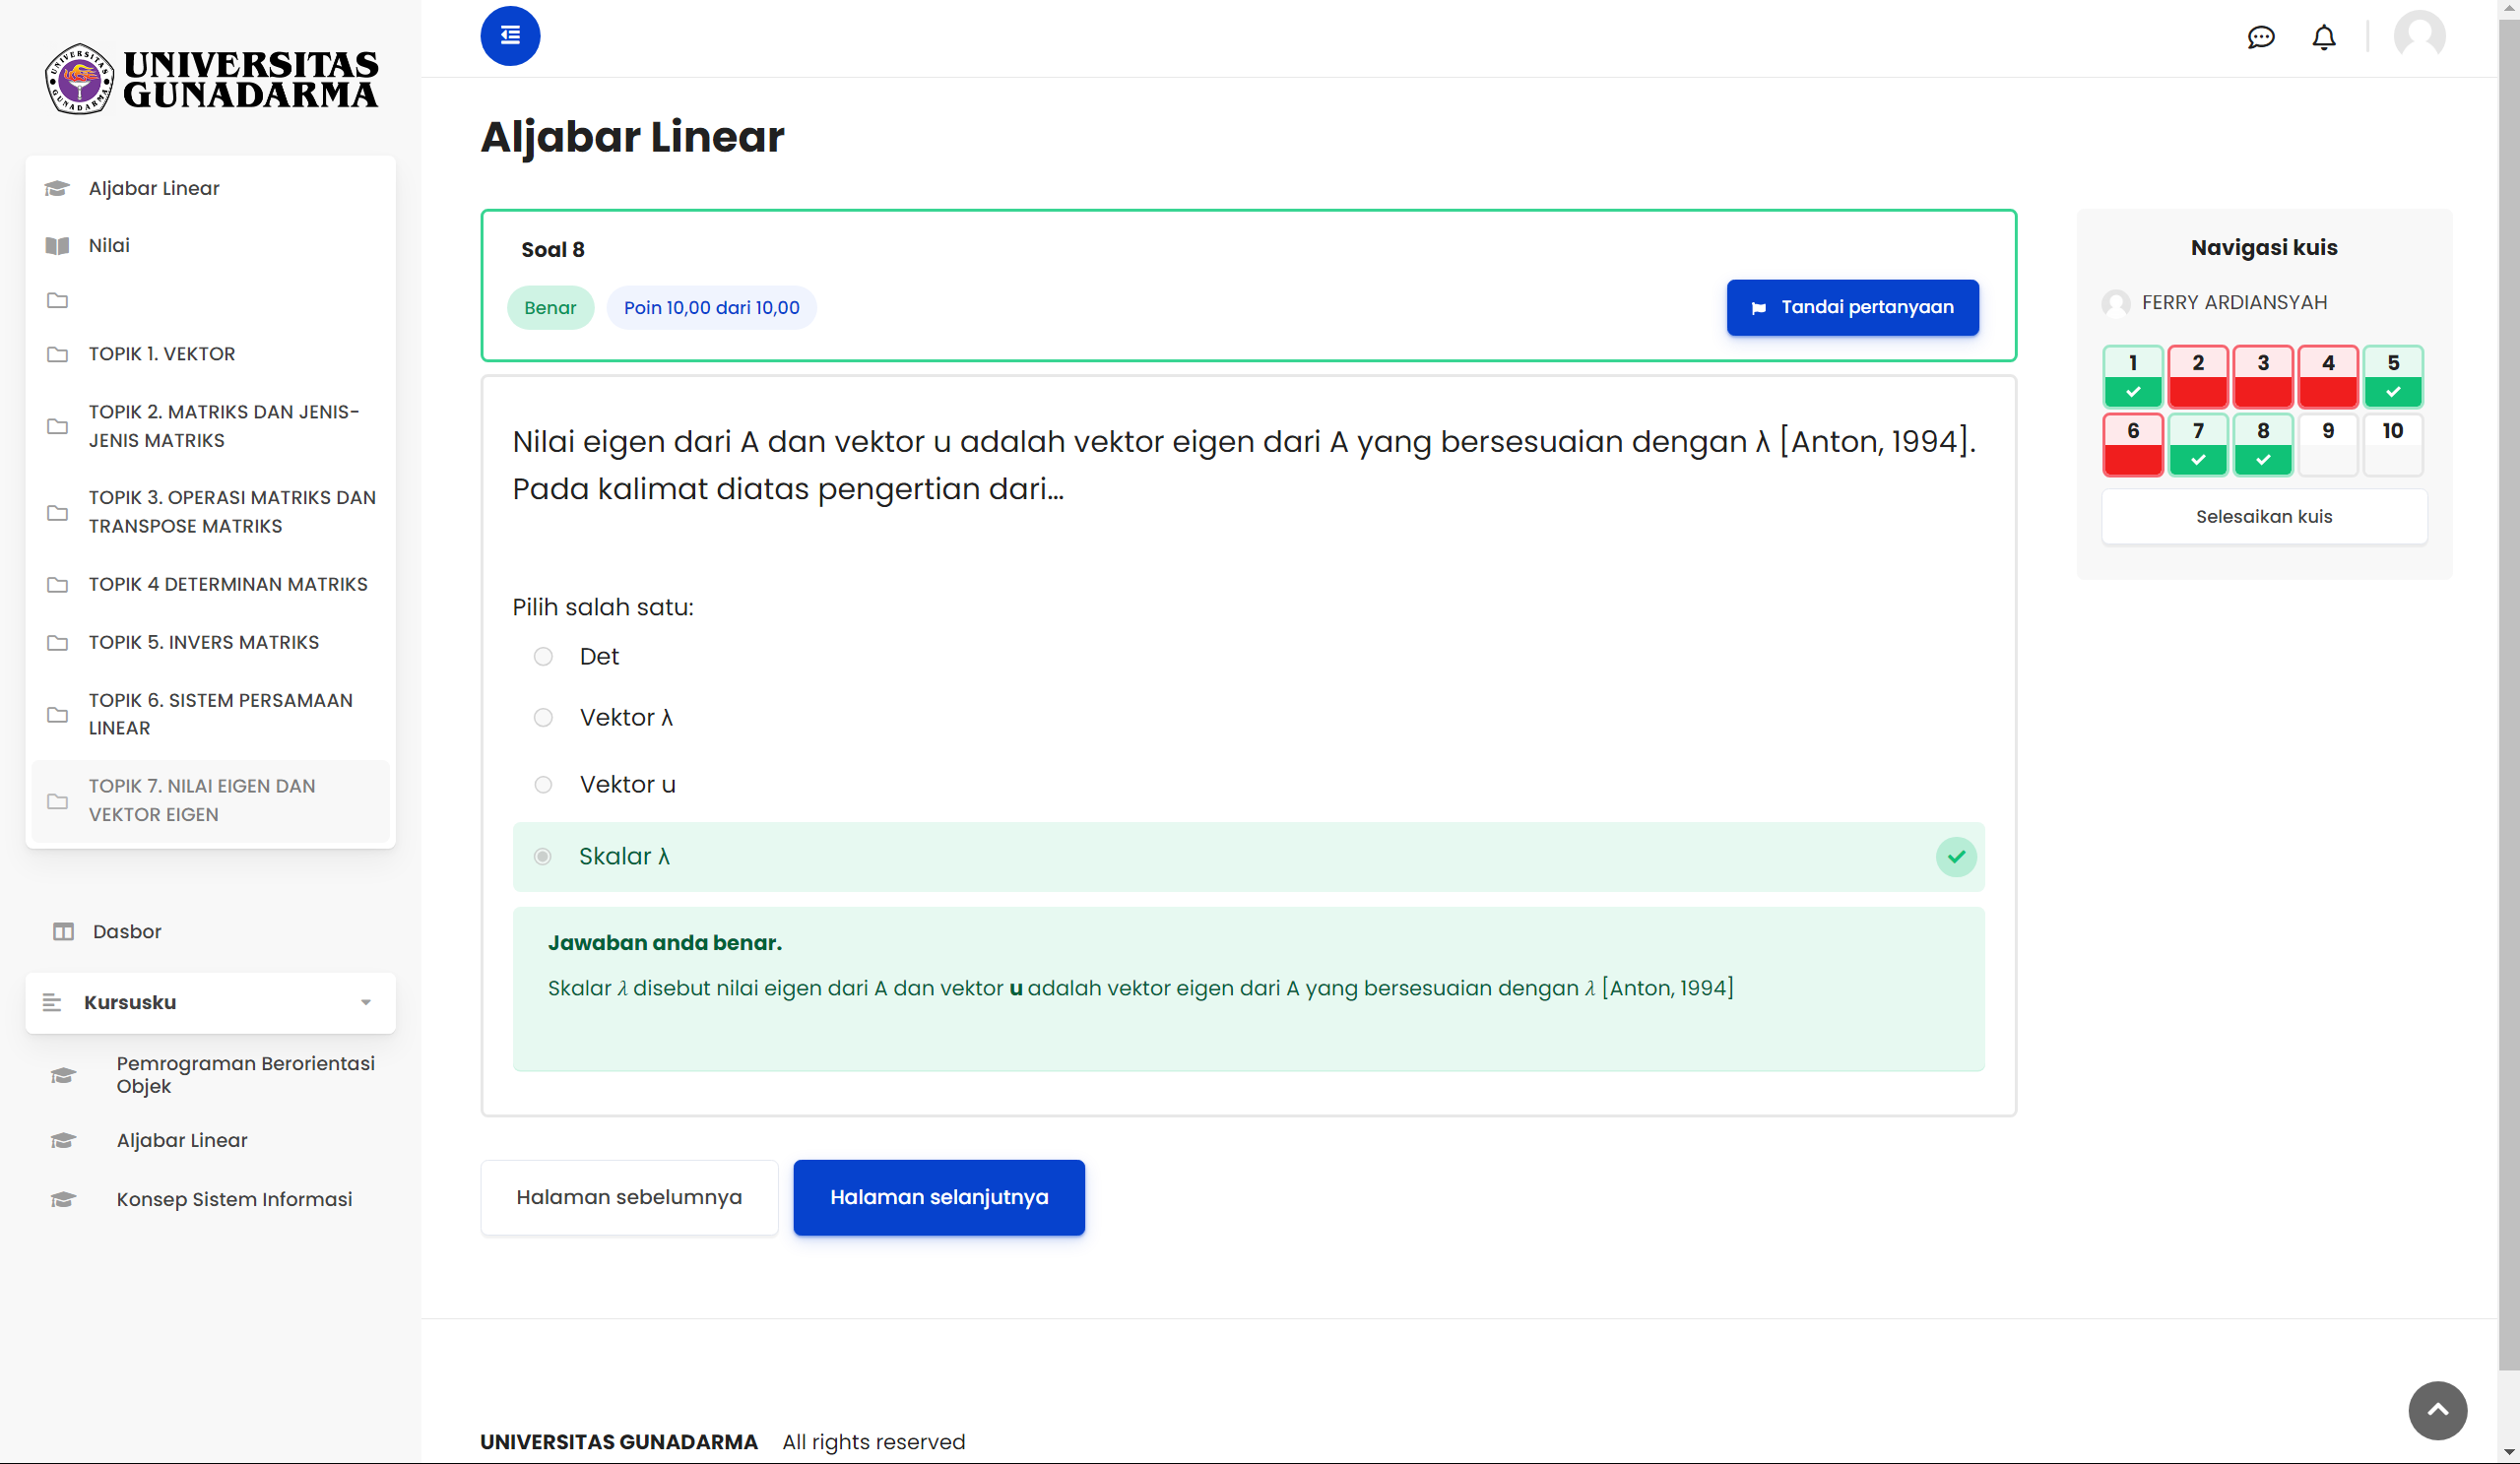 UNIVERSITAS
GUNADARMA
Aljabar Linear
Nilai
TOPIK 1. VEKTOR
TOPIK 2. MATRIKS DAN JENIS-
JENIS MATRIKS
TOPIK 3. OPERASI MATRIKS DAN
TRANSPOSE MATRIKS
TOPIK 4 DETERMINAN MATRIKS
TOPIK 5. INVERS MATRIKS
TOPIK 6. SISTEM PERSAMAAN
LINEAR
TOPIK 7. NILAI EIGEN DAN
VEKTOR EIGEN
Dasbor
Kursusku
Pemrograman Berorientasi
Objek
Aljabar Linear
Konsep Sistem Informasi
Aljabar Linear
Soal 8
Benar
Poin 10,00 dari 10,00
Tandai pertanyaan
Nilai eigen dari A dan vektor u adalah vektor eigen dari A yang bersesuaian dengan λ [Anton, 1994].
Pada kalimat diatas pengertian dari...
Pilih salah satu:
Det
Vektor λ
Vektor u
Skalar λ
Jawaban anda benar.
Skalar λ disebut nilai eigen dari A dan vektor u adalah vektor eigen dari A yang bersesuaian dengan λ [Anton, 1994]
Halaman sebelumnya
Halaman selanjutnya
Navigasi kuis
FERRY ARDIANSYAH
1 2 3 4 5
6 7 8 9 10
Selesaikan kuis
UNIVERSITAS GUNADARMA All rights reserved